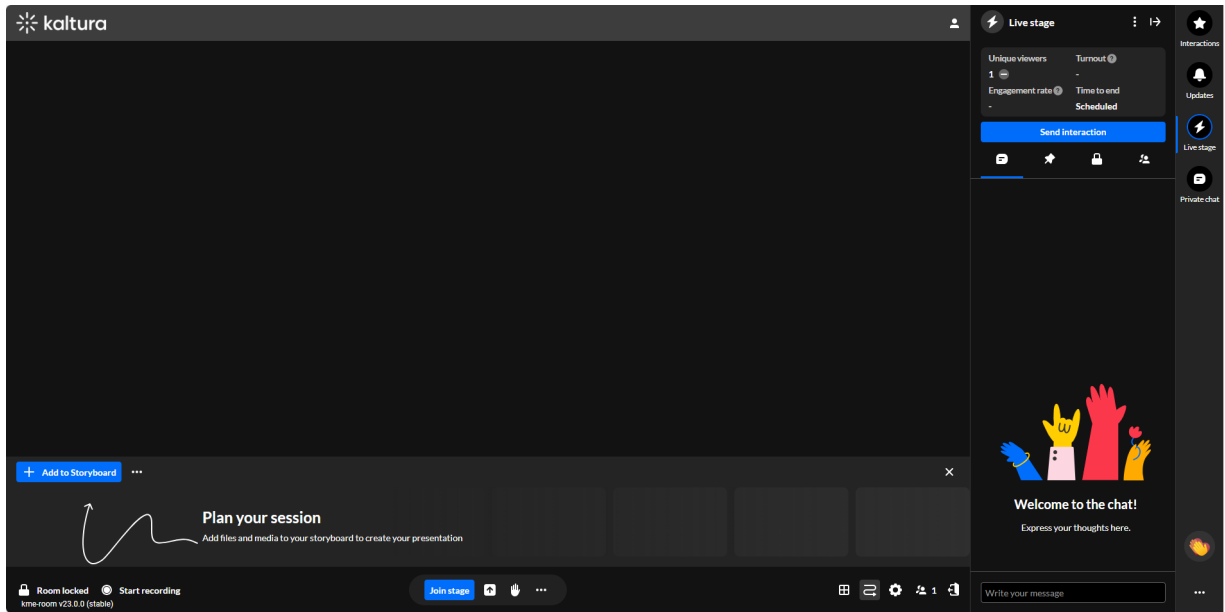 kaltura
Live stage
Unique viewers
Turnout
1
-
Engagement rate
Time to end
-
Scheduled
Send interaction
Interactions
Updates
Live stage
Private chat
Add to Storyboard
Plan your session
Add files and media to your storyboard to create your presentation
Welcome to the chat!
Express your thoughts here.
Room locked
Start recording
Join stage
1
Write your message
kme-room v23.0.0 (stable)